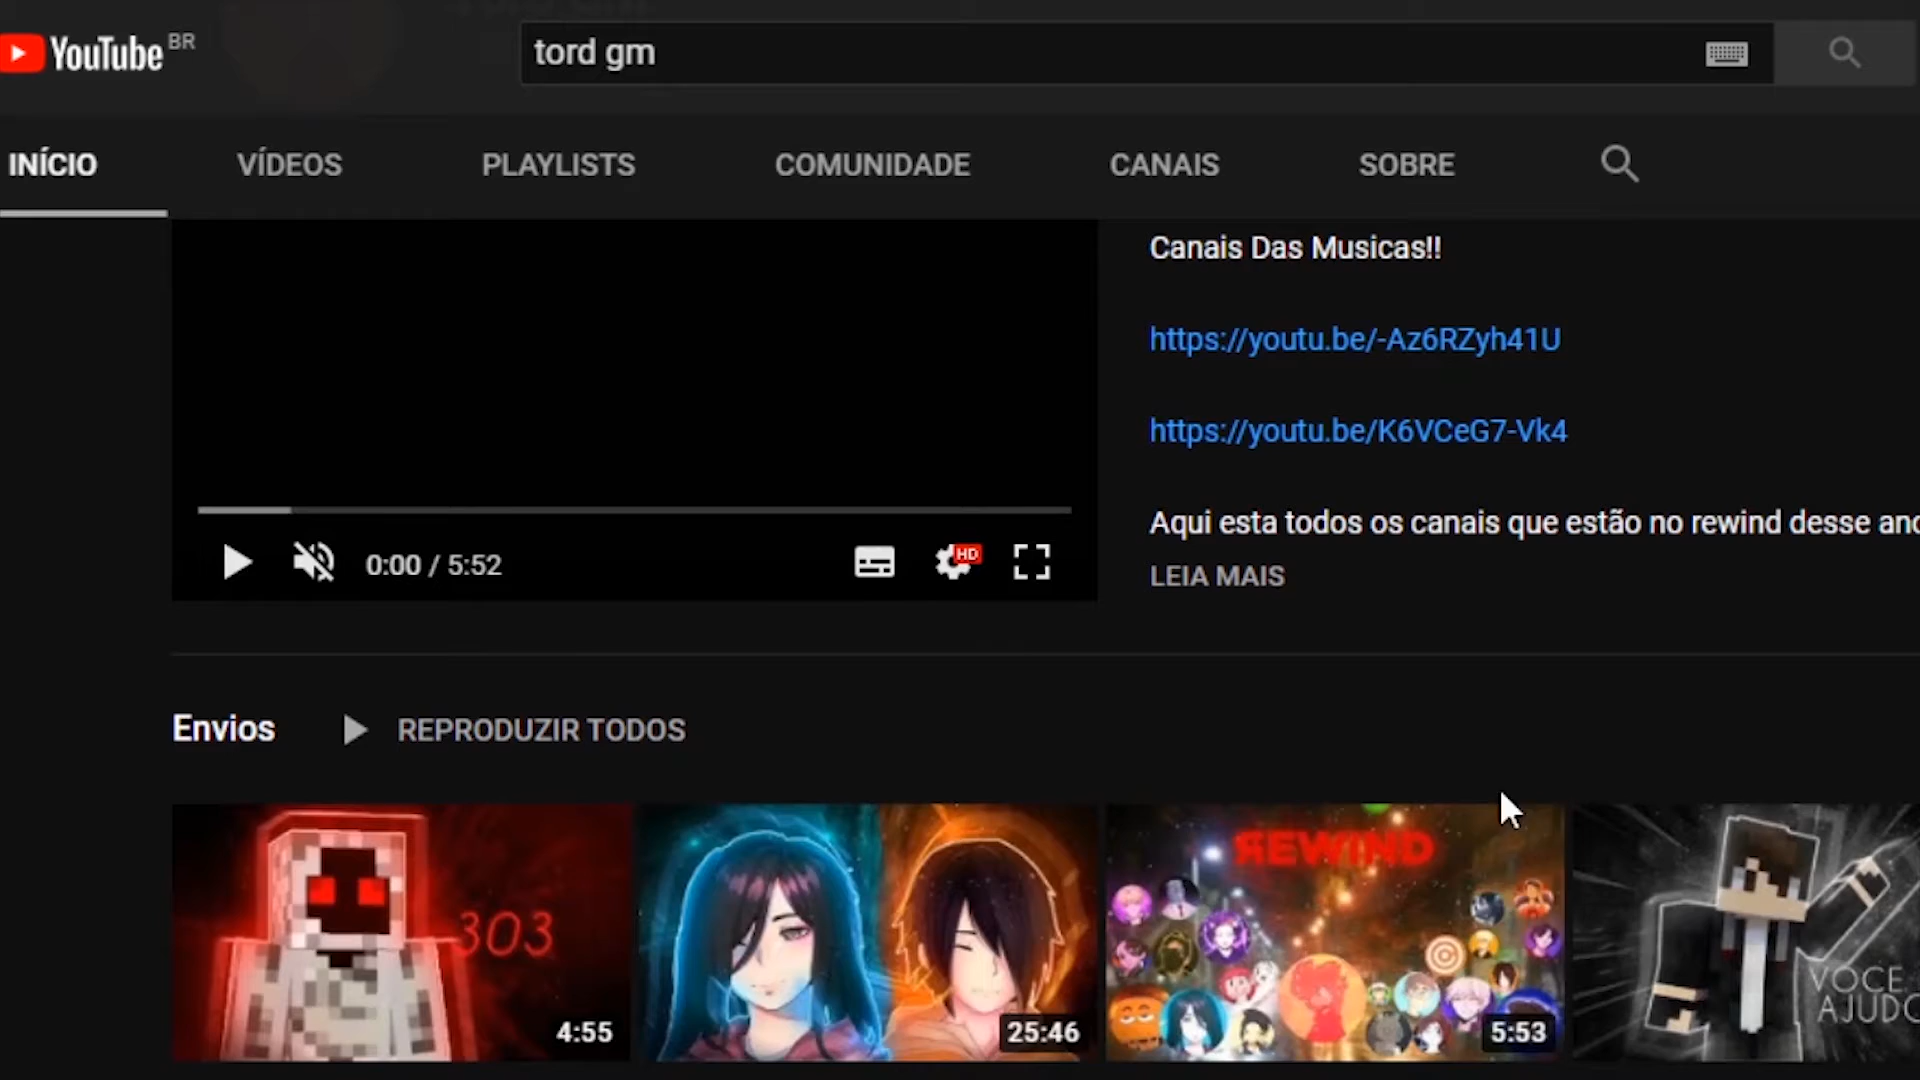 YouTube BR
tord gm
INÍCIO
VÍDEOS
PLAYLISTS
COMUNIDADE
CANAIS
SOBRE
Canais Das Musicas!!
https://youtu.be/-Az6RZyh41U
https://youtu.be/K6VCeG7-Vk4
Aqui esta todos os canais que estão no rewind desse
LEIA MAIS
0:00 / 5:52
HD
Envios
REPRODUZIR TODOS
303
4:55
25:46
REWIND
5:53
VOCE
AJUDO